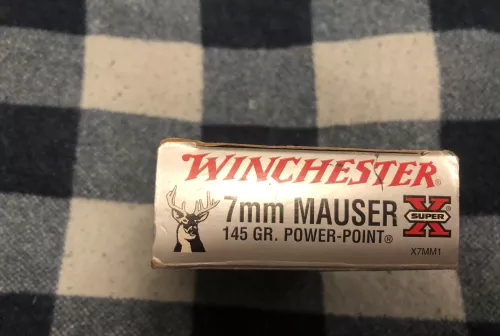 WINCHESTER®
7mm MAUSER
SUPER X
145 GR. POWER-POINT®
X7MM1